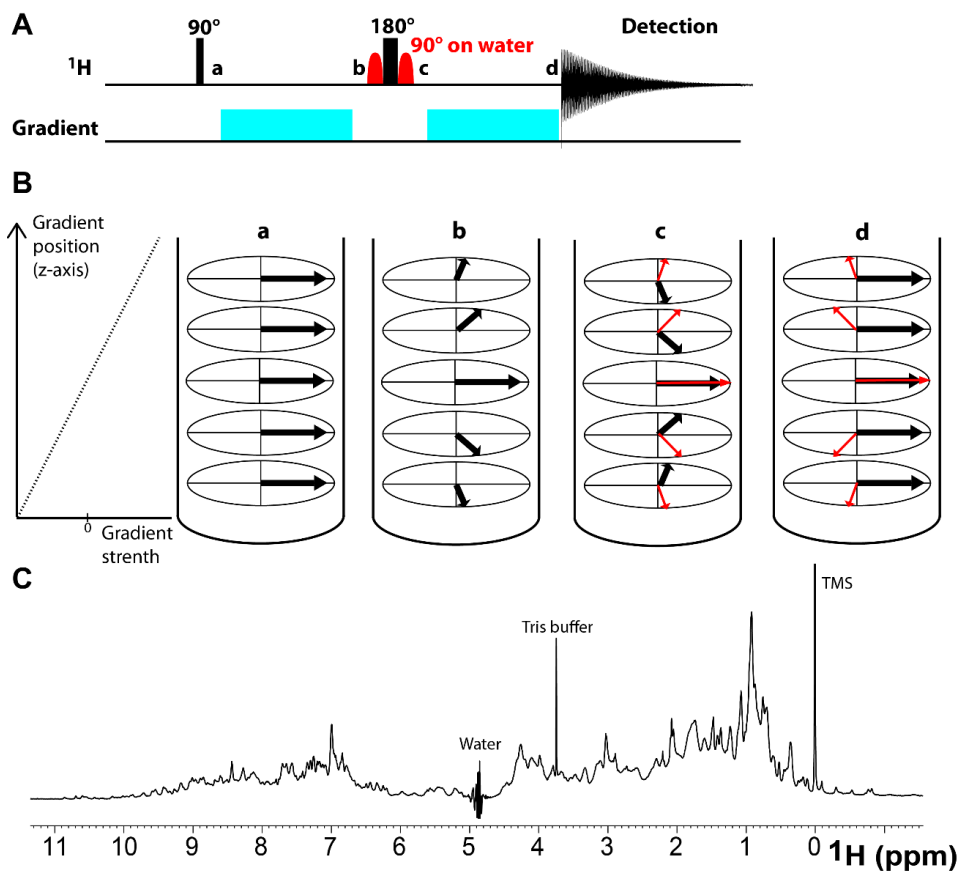 A
90° 180° Detection
90° on water
¹H a b c d
Gradient
B
Gradient
position
(z-axis)
a b c d
0
Gradient
strenth
C
TMS
Tris buffer
Water
11 10 9 8 7 6 5 4 3 2 1 0 ¹H (ppm)